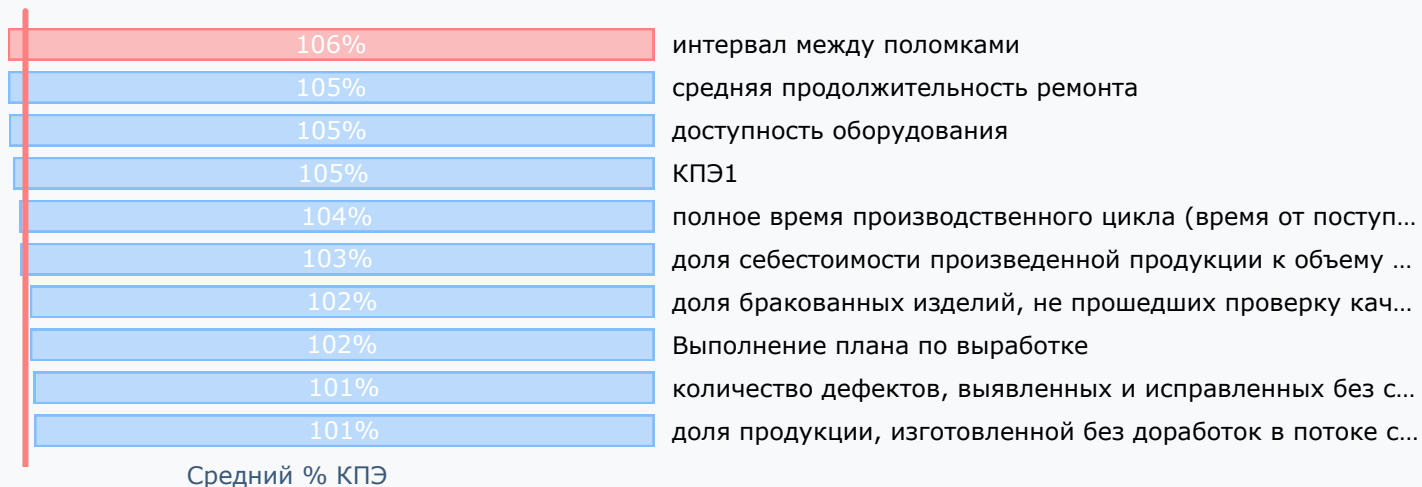 106% интервал между поломками
105% средняя продолжительность ремонта
105% доступность оборудования
105% КПЭ1
104% полное время производственного цикла (время от поступ...
103% доля себестоимости произведенной продукции к объему ...
102% доля бракованных изделий, не прошедших проверку кач...
102% Выполнение плана по выработке
101% количество дефектов, выявленных и исправленных без с...
101% доля продукции, изготовленной без доработок в потоке с...
Средний % КПЭ